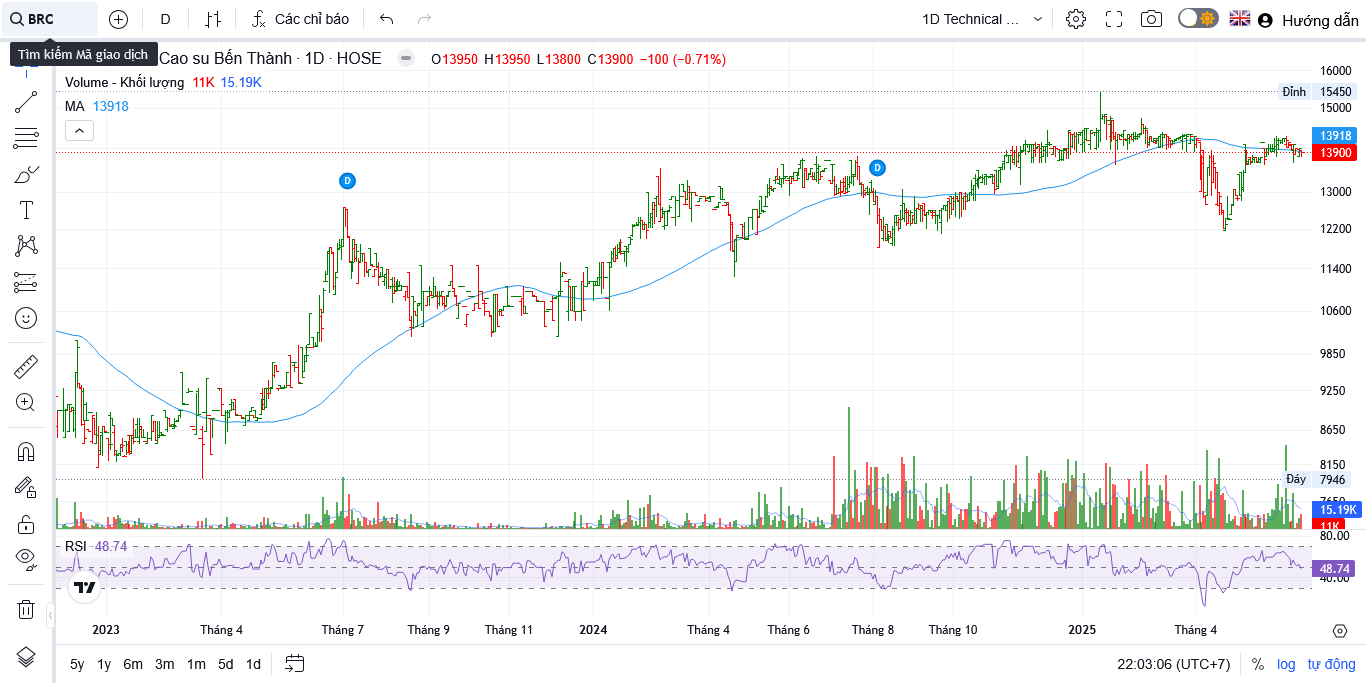 BRC D Các chỉ báo 1D Technical ... Hướng dẫn
Tìm kiếm Mã giao dịch
Cao su Bến Thành · 1D · HOSE O13950 H13950 L13800 C13900 −100 (−0.71%)
Volume - Khối lượng 11K 15.19K
MA 13918
16000
Đỉnh 15450
15000
13918
13900
D
D
13000
12200
11400
10600
9850
9250
8650
8150
Đáy 7946
15.19K
11K
RSI 48.74
80.00
48.74
40.00
2023 Tháng 4 Tháng 7 Tháng 9 Tháng 11 2024 Tháng 4 Tháng 6 Tháng 8 Tháng 10 2025 Tháng 4
5y 1y 6m 3m 1m 5d 1d 22:03:06 (UTC+7) % log tự động